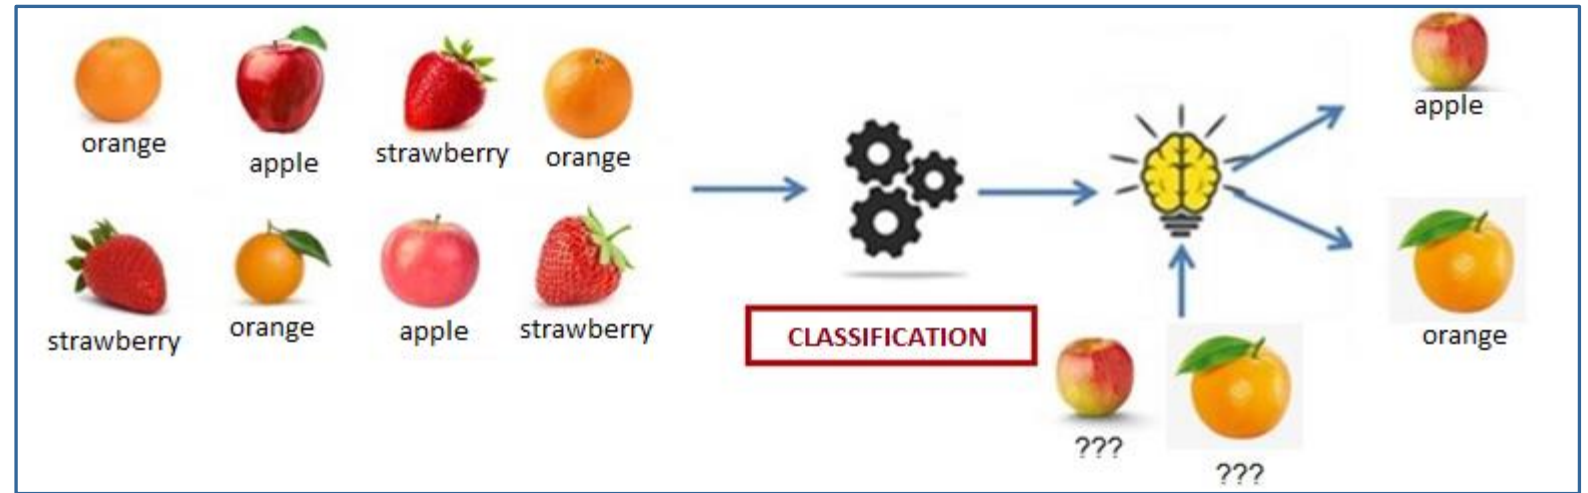 orange
apple
strawberry
orange
strawberry
orange
apple
strawberry
CLASSIFICATION
???
???
apple
orange